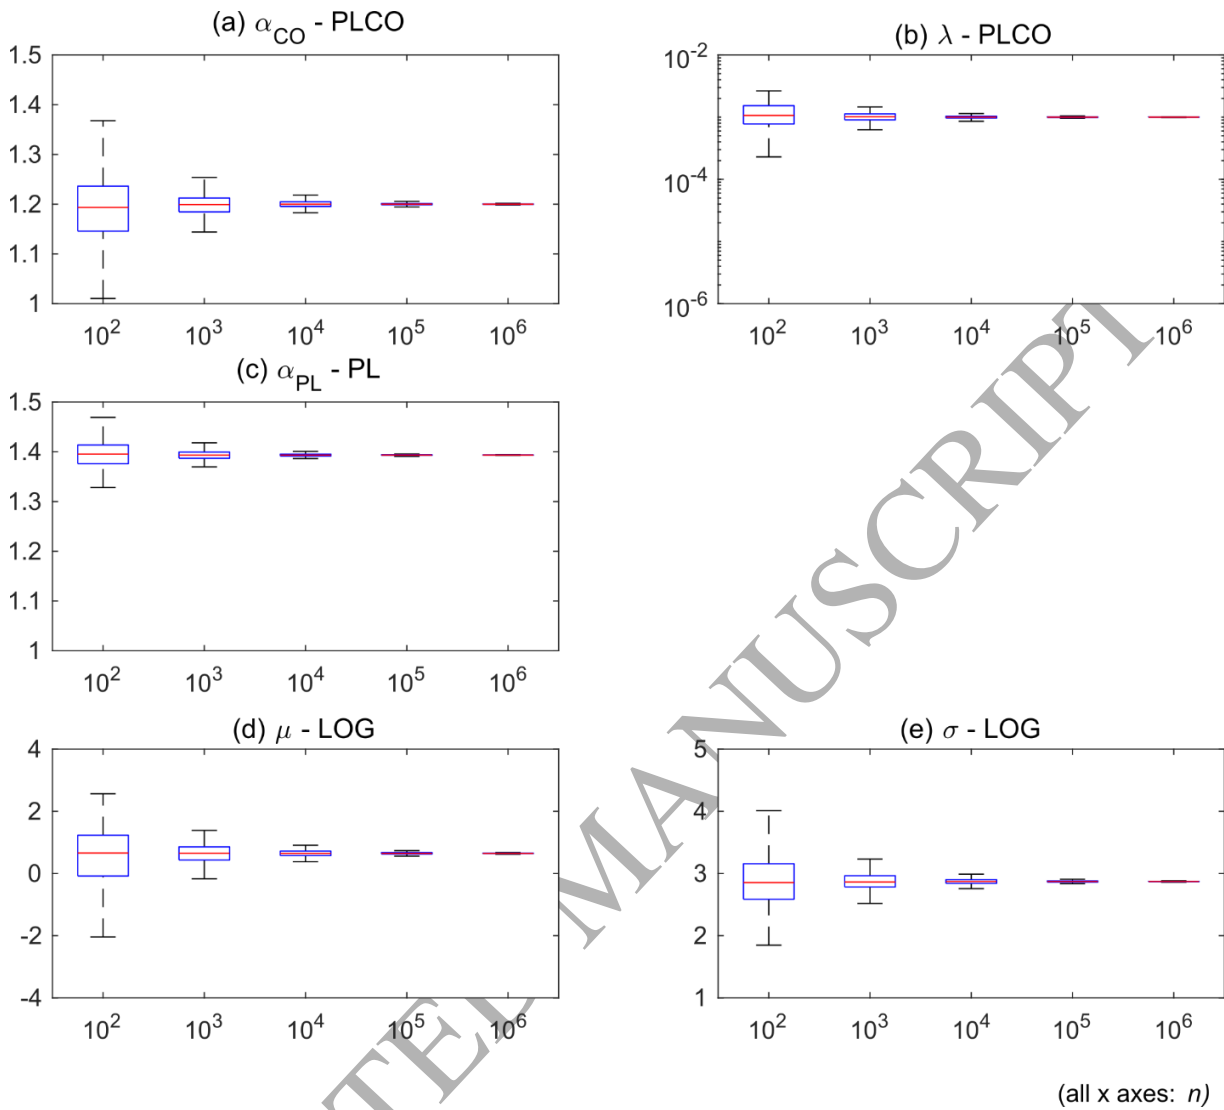 (a) α_CO - PLCO
1.5
1.4
1.3
1.2
1.1
1
10^2 10^3 10^4 10^5 10^6
(b) λ - PLCO
10^-2
10^-4
10^-6
10^2 10^3 10^4 10^5 10^6
(c) α_PL - PL
1.5
1.4
1.3
1.2
1.1
1
10^2 10^3 10^4 10^5 10^6
(d) μ - LOG
4
2
0
-2
-4
10^2 10^3 10^4 10^5 10^6
(e) σ - LOG
5
4
3
2
1
10^2 10^3 10^4 10^5 10^6
(all x axes: n)
TED MANUSCRIPT